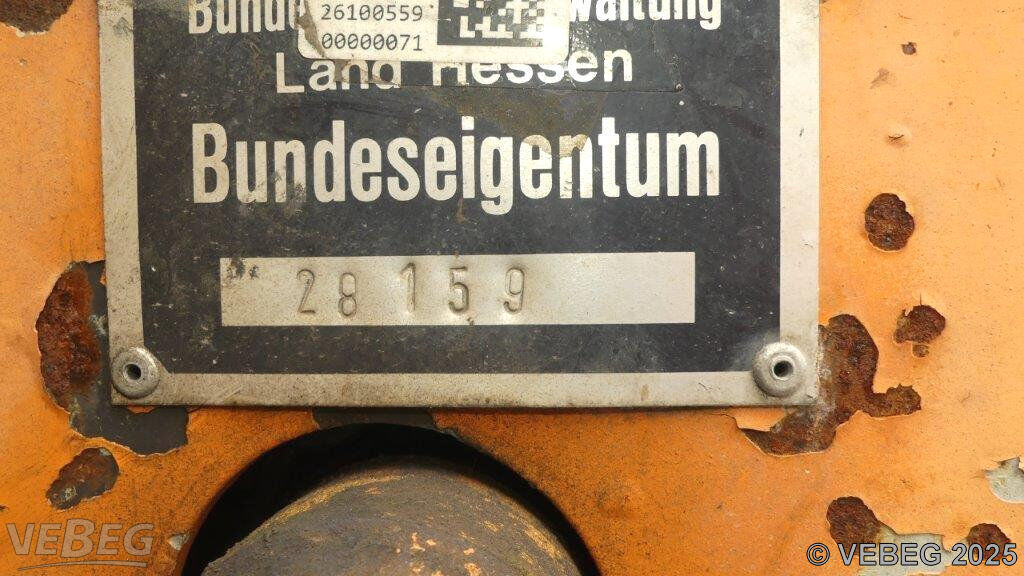 26100559
00000071
Land Hessen
Bundeseigentum
28 159
VEBEG
© VEBEG 2025